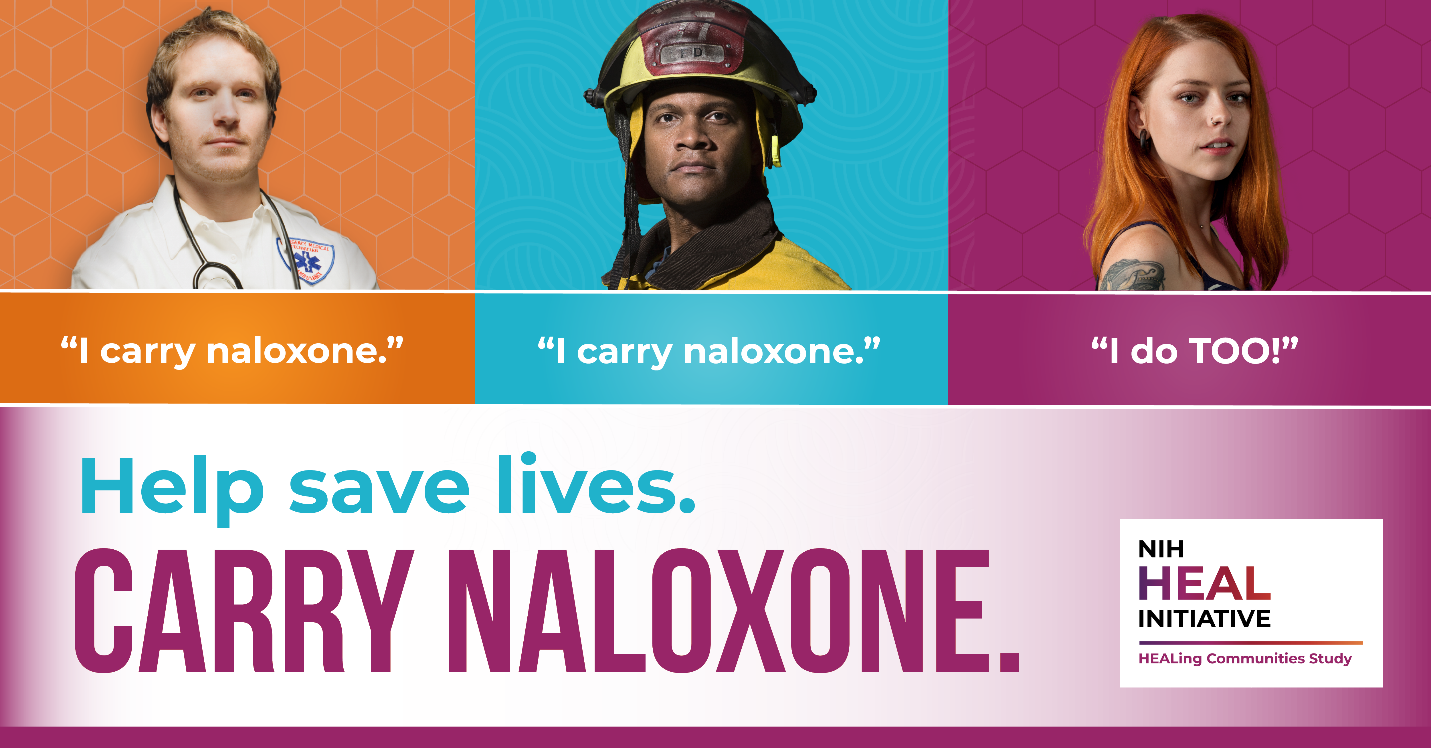 “I carry naloxone.”
“I carry naloxone.”
“I do TOO!”
Help save lives.
CARRY NALOXONE.
NIH
HEAL
INITIATIVE
HEALing Communities Study